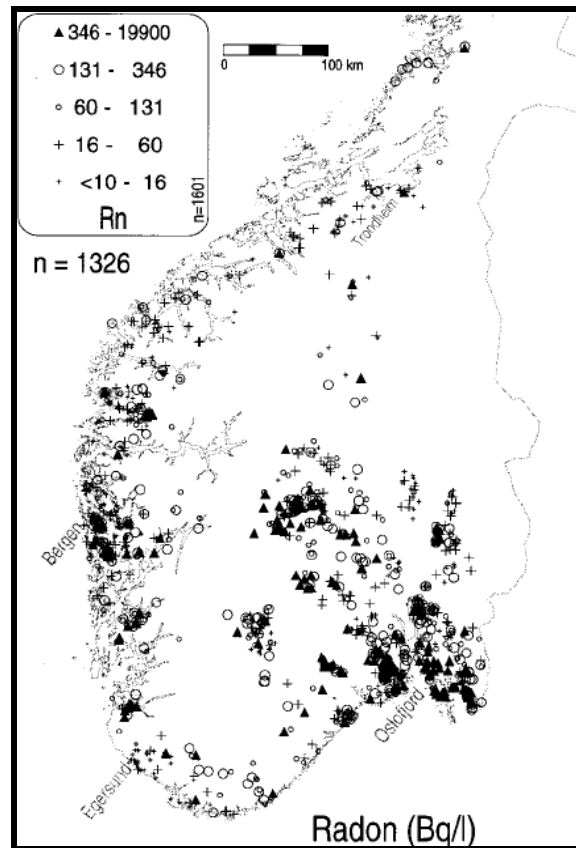 ▲ 346 - 19900
○ 131 - 346
○ 60 - 131
+ 16 - 60
+ <10 - 16
Rn
n=1601
0 100 km
n = 1326
Trondheim
Bergen
Oslofjord
Egersund
Radon (Bq/l)